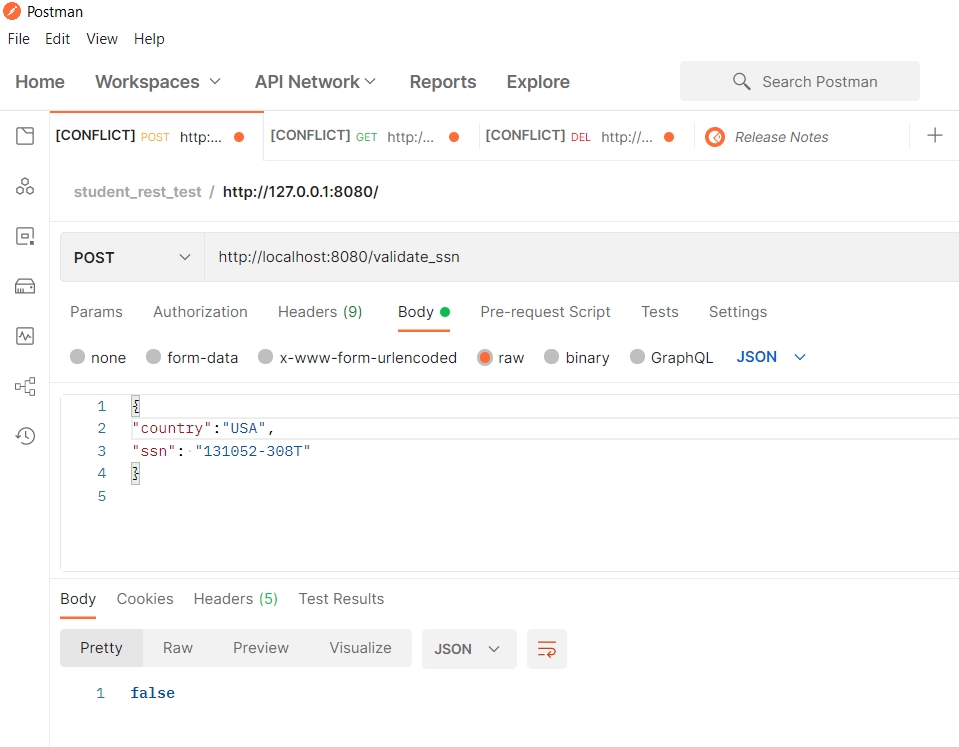 Postman
File Edit View Help
Home Workspaces API Network Reports Explore Search Postman
[CONFLICT] POST http:... [CONFLICT] GET http:/... [CONFLICT] DEL http://... Release Notes
student_rest_test / http://127.0.0.1:8080/
POST http://localhost:8080/validate_ssn
Params Authorization Headers (9) Body Pre-request Script Tests Settings
none form-data x-www-form-urlencoded raw binary GraphQL JSON
1 {
2 "country":"USA",
3 "ssn": "131052-308T"
4 }
5
Body Cookies Headers (5) Test Results
Pretty Raw Preview Visualize JSON
1 false